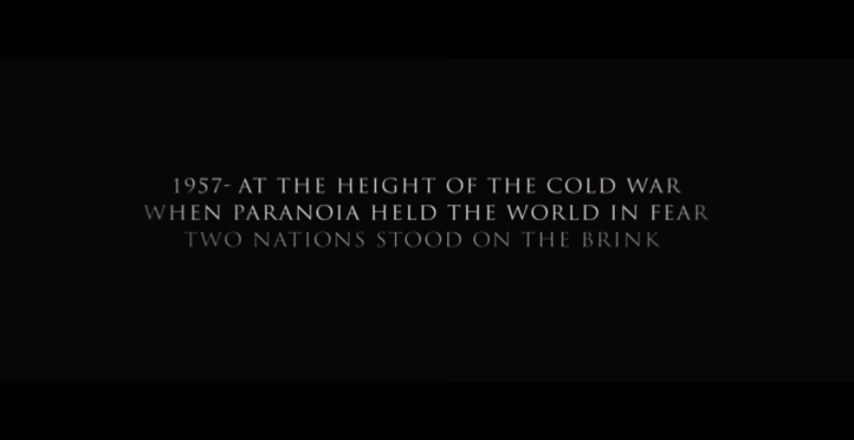 1957- AT THE HEIGHT OF THE COLD WAR
WHEN PARANOIA HELD THE WORLD IN FEAR
TWO NATIONS STOOD ON THE BRINK